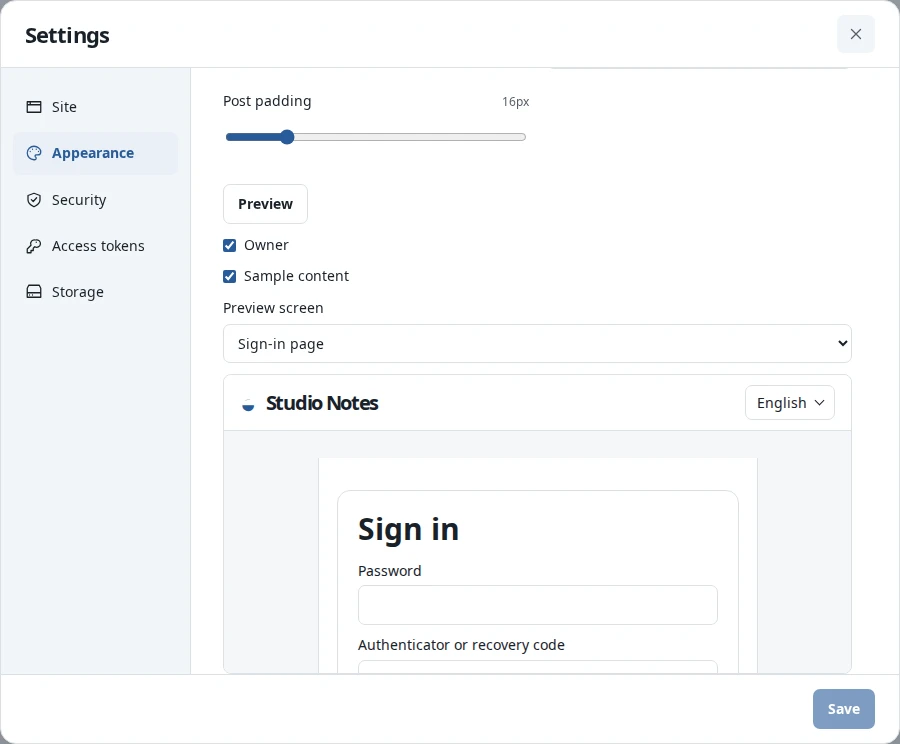 Settings
Site
Appearance
Security
Access tokens
Storage
Post padding
16px
Preview
Owner
Sample content
Preview screen
Sign-in page
Studio Notes
English
Sign in
Password
Authenticator or recovery code
Save